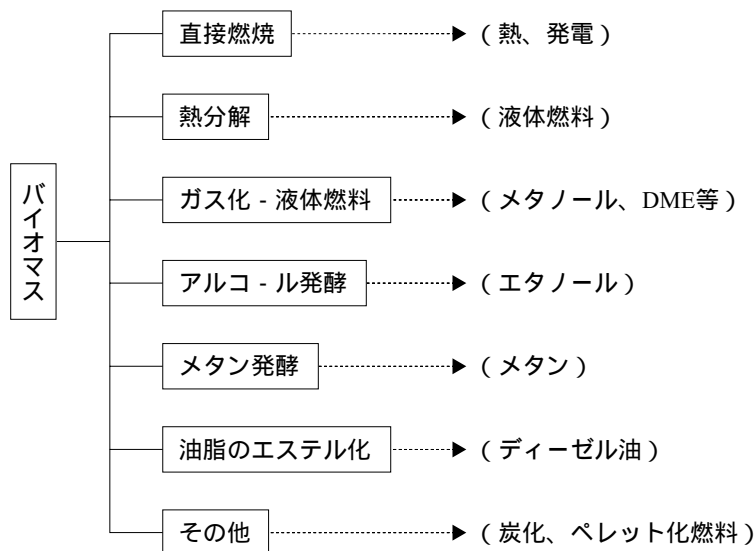 直接燃焼 (熱、発電)
熱分解 (液体燃料)
ガス化 - 液体燃料 (メタノール、DME等)
バイオマス
アルコ - ル発酵 (エタノール)
メタン発酵 (メタン)
油脂のエステル化 (ディーゼル油)
その他 (炭化、ペレット化燃料)